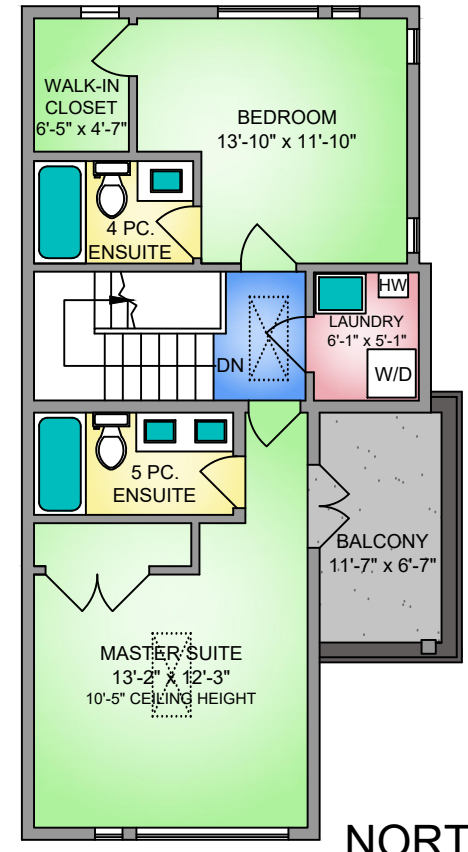 WALK-IN
CLOSET
6'-5" x 4'-7"
BEDROOM
13'-10" x 11'-10"
4 PC.
ENSUITE
HW
LAUNDRY
6'-1" x 5'-1"
DN
W/D
5 PC.
ENSUITE
BALCONY
11'-7" x 6'-7"
MASTER SUITE
13'-2" x 12'-3"
10'-5" CEILING HEIGHT
NORT